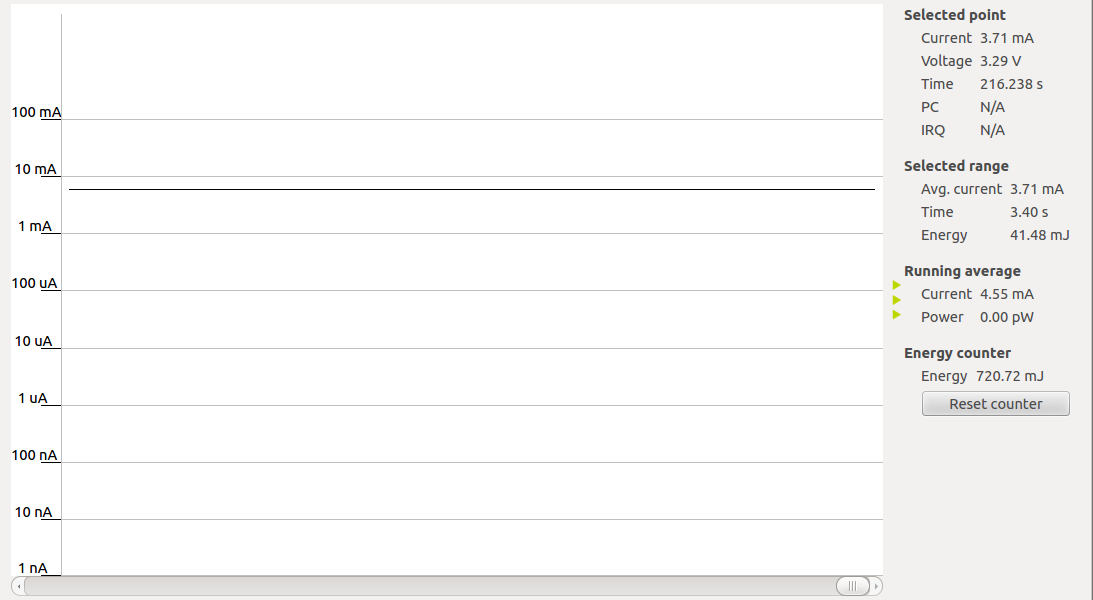 100 mA
10 mA
1 mA
100 uA
10 uA
1 uA
100 nA
10 nA
1 nA
Selected point
Current 3.71 mA
Voltage 3.29 V
Time 216.238 s
PC N/A
IRQ N/A
Selected range
Avg. current 3.71 mA
Time 3.40 s
Energy 41.48 mJ
Running average
Current 4.55 mA
Power 0.00 pW
Energy counter
Energy 720.72 mJ
Reset counter